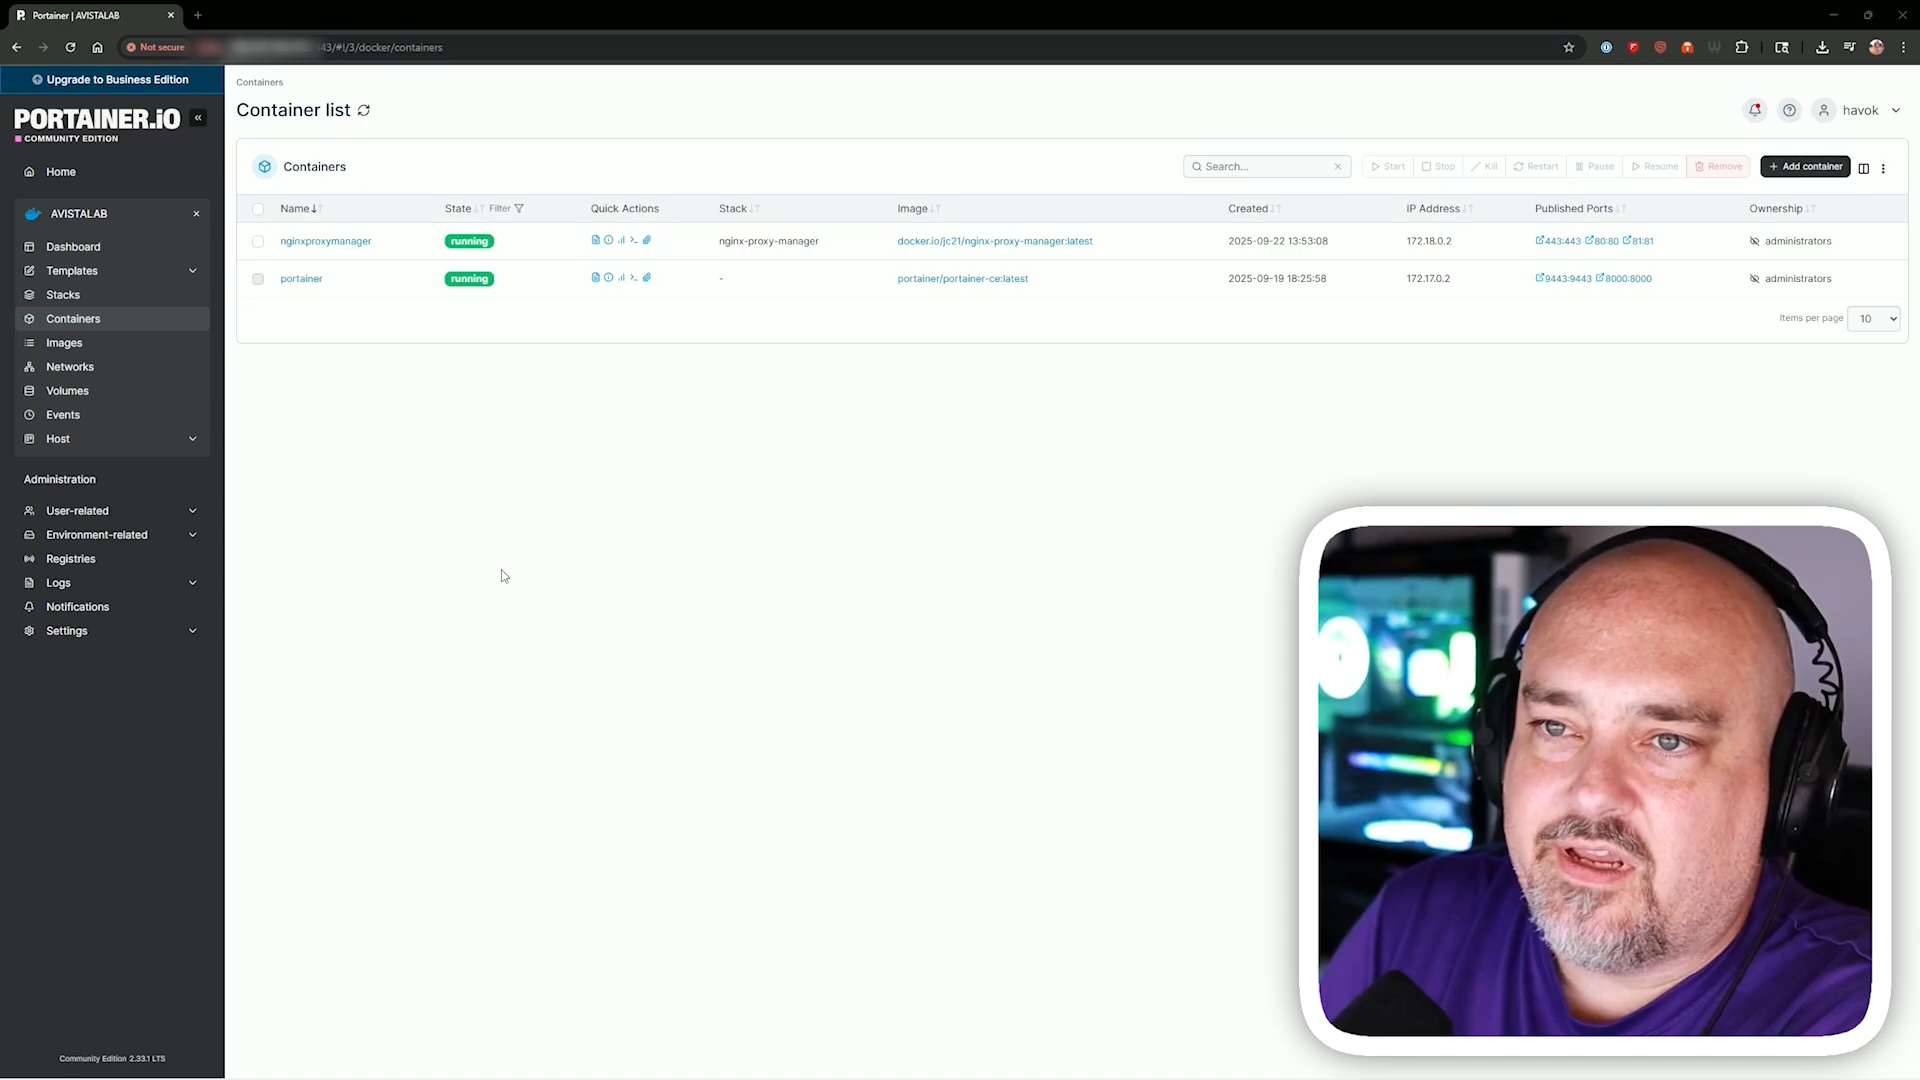 Portainer | AVISTALAB
Not secure
43/#!/3/docker/containers
Upgrade to Business Edition
PORTAINER.IO
COMMUNITY EDITION
Home
AVISTALAB
Dashboard
Templates
Stacks
Containers
Images
Networks
Volumes
Events
Host
Administration
User-related
Environment-related
Registries
Logs
Notifications
Settings
Community Edition 2.33.1 LTS
Containers
Container list
havok
Containers
Search...
Start
Stop
Kill
Restart
Pause
Resume
Remove
+ Add container
Name State Filter Quick Actions Stack Image Created IP Address Published Ports Ownership
nginxproxymanager running nginx-proxy-manager docker.io/jc21/nginx-proxy-manager:latest 2025-09-22 13:53:08 172.18.0.2 443:443 80:80 81:81 administrators
portainer running - portainer/portainer-ce:latest 2025-09-19 18:25:58 172.17.0.2 9443:9443 8000:8000 administrators
Items per page 10